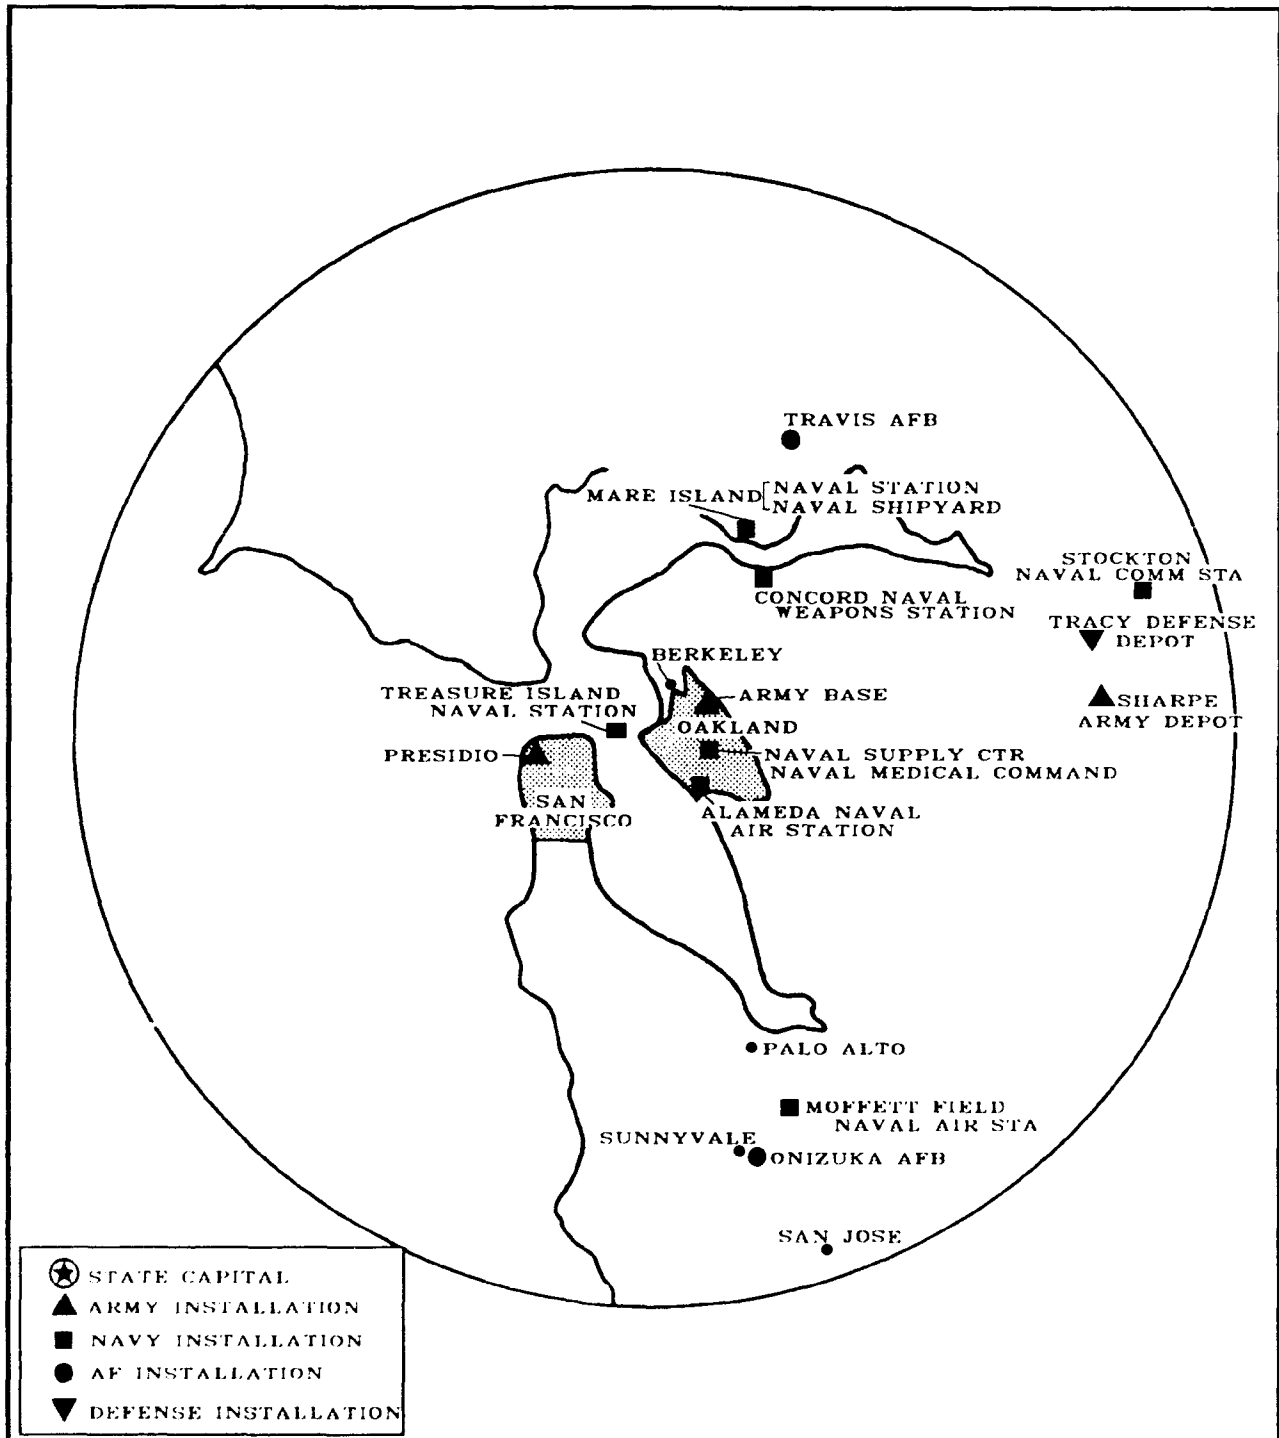 TRAVIS AFB
MARE ISLAND
NAVAL STATION
NAVAL SHIPYARD
STOCKTON
NAVAL COMM STA
CONCORD NAVAL
WEAPONS STATION
TRACY DEFENSE
DEPOT
BERKELEY
TREASURE ISLAND
NAVAL STATION
ARMY BASE
SHARPE
ARMY DEPOT
OAKLAND
PRESIDIO
NAVAL SUPPLY CTR
NAVAL MEDICAL COMMAND
SAN
FRANCISCO
ALAMEDA NAVAL
AIR STATION
PALO ALTO
MOFFETT FIELD
NAVAL AIR STA
SUNNYVALE
ONIZUKA AFB
SAN JOSE
STATE CAPITAL
ARMY INSTALLATION
NAVY INSTALLATION
AF INSTALLATION
DEFENSE INSTALLATION